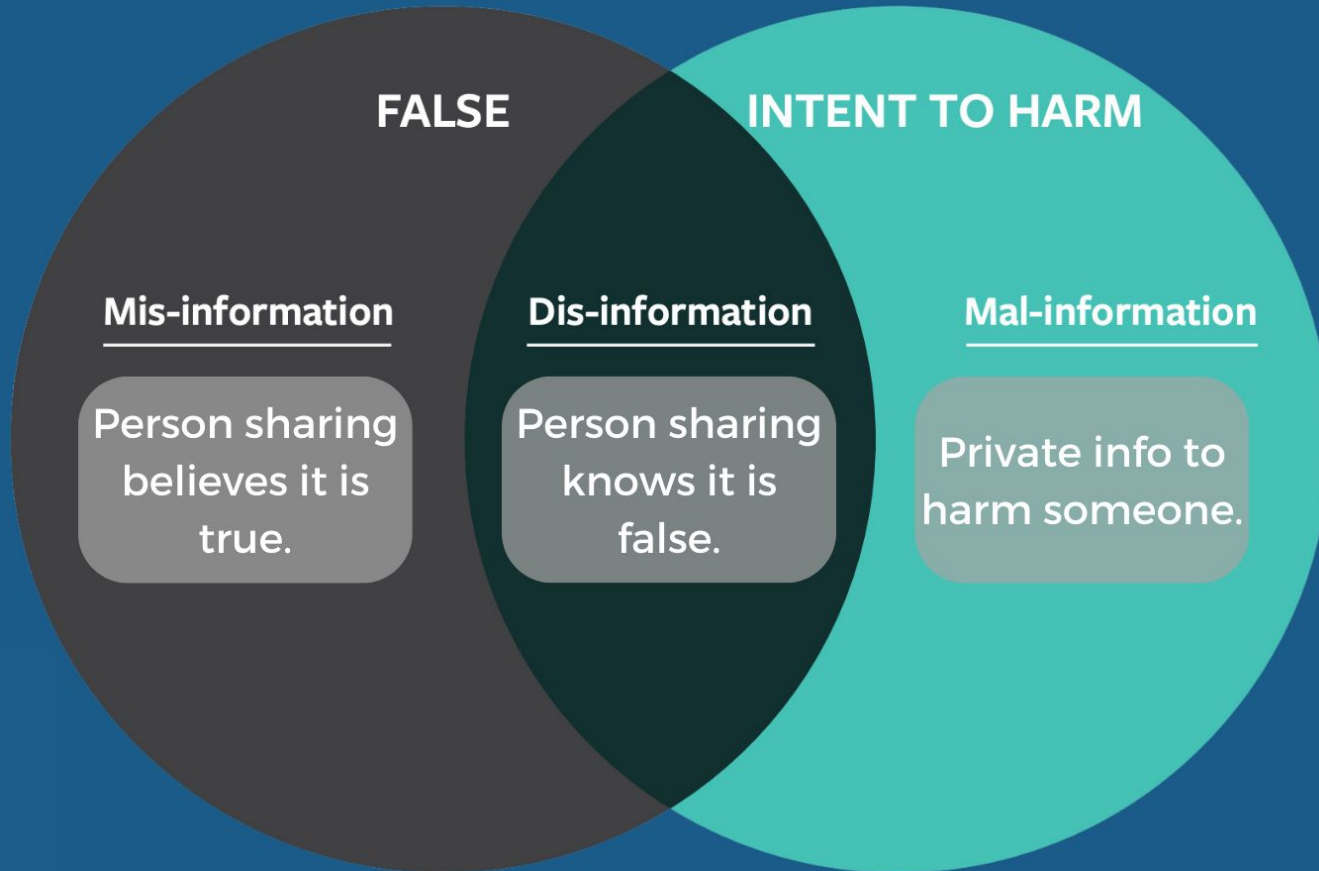 FALSE
INTENT TO HARM
Mis-information
Person sharing
believes it is
true.
Dis-information
Person sharing
knows it is
false.
Mal-information
Private info to
harm someone.